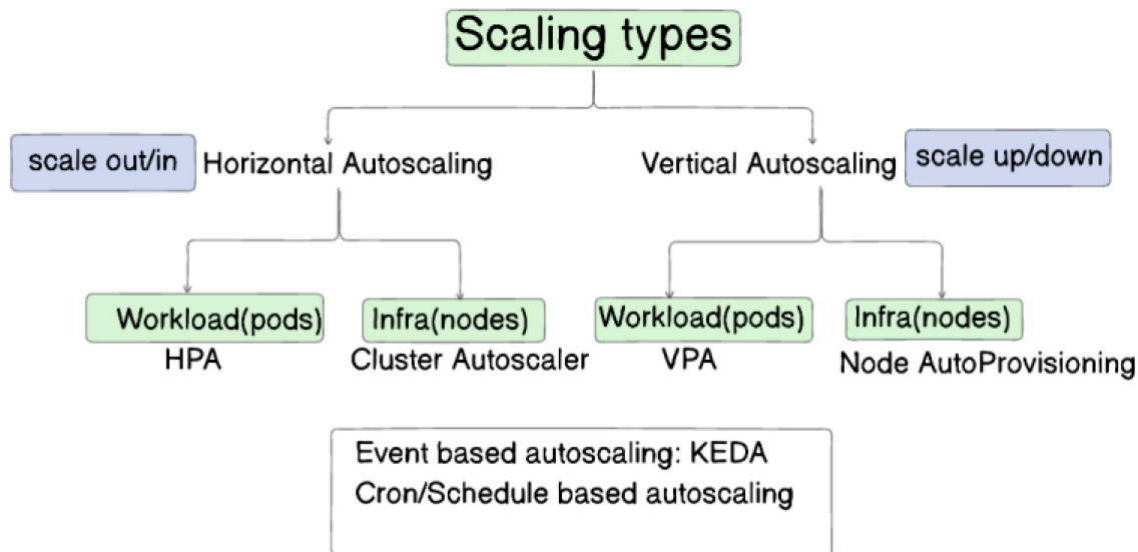 Scaling types
scale out/in
Horizontal Autoscaling
Vertical Autoscaling
scale up/down
Workload(pods)
HPA
Infra(nodes)
Cluster Autoscaler
Workload(pods)
VPA
Infra(nodes)
Node AutoProvisioning
Event based autoscaling: KEDA
Cron/Schedule based autoscaling